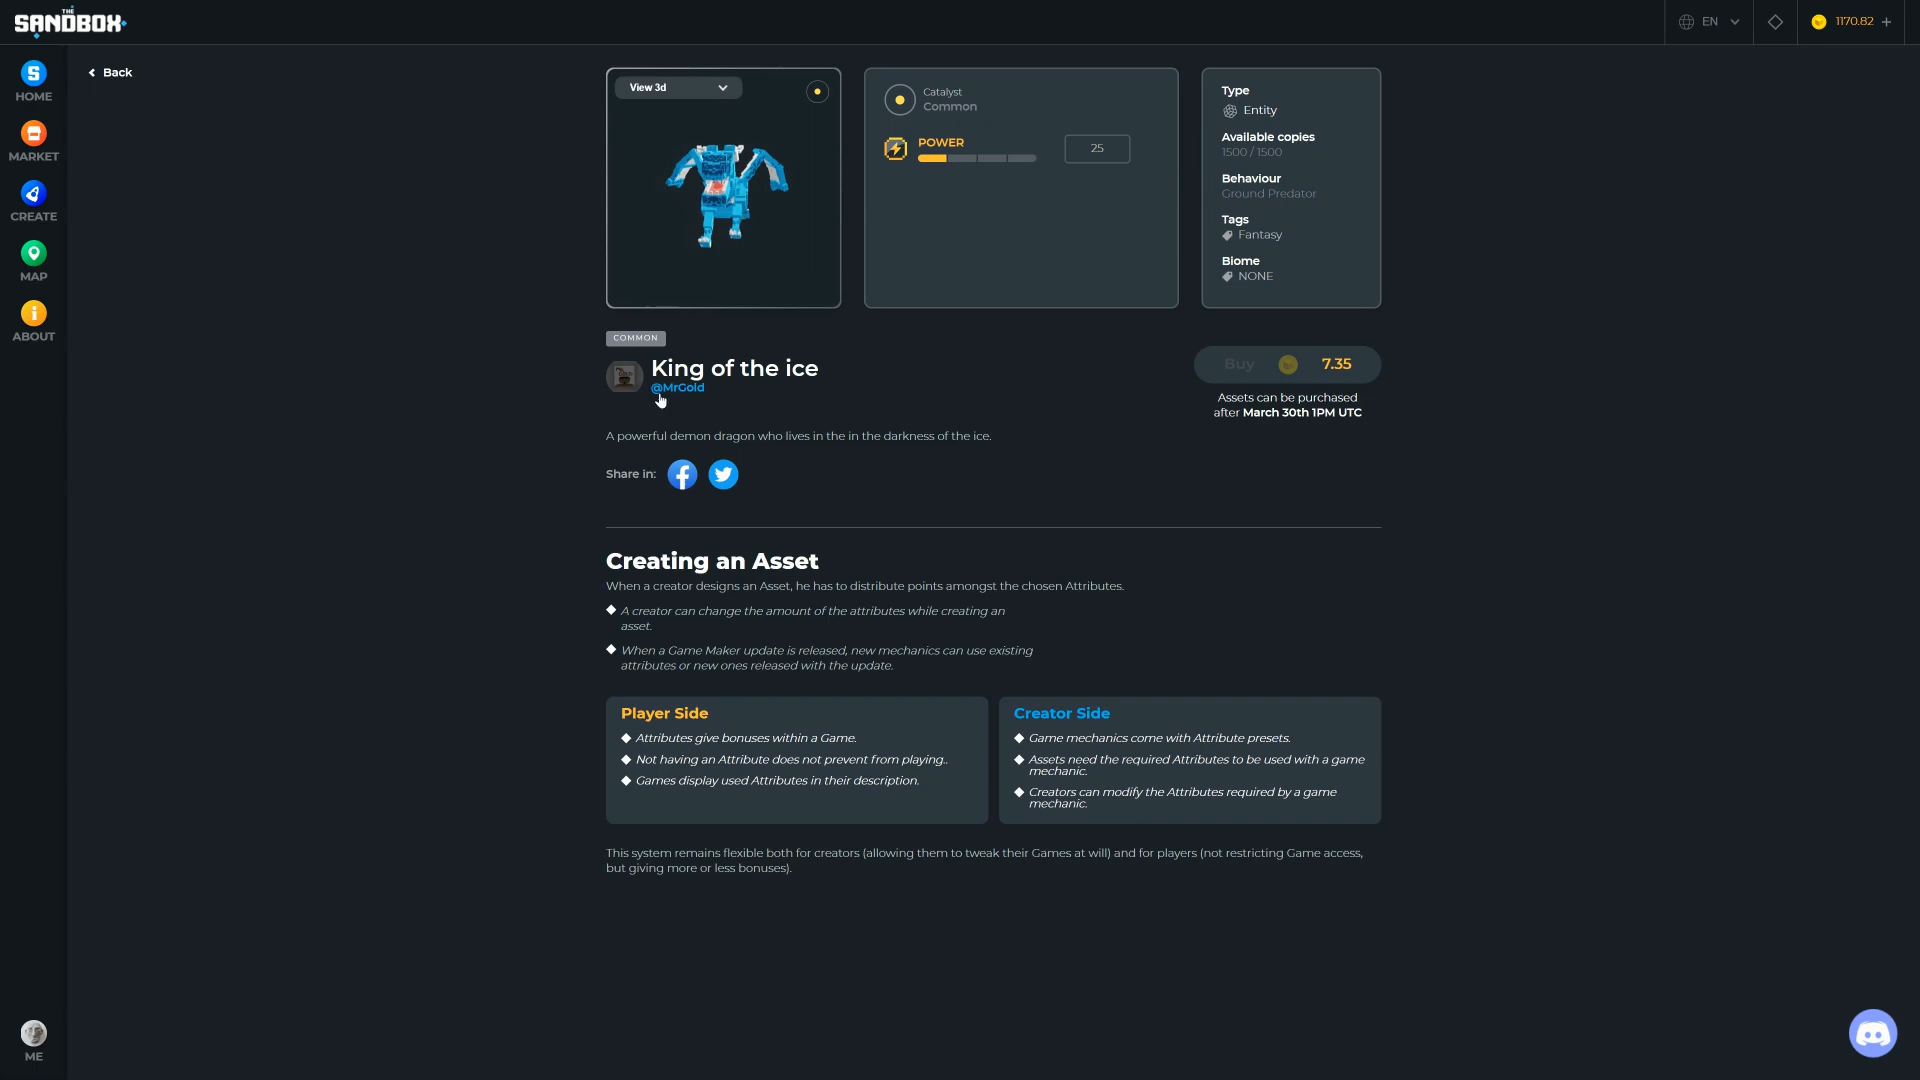 THE
SANDBOX
EN
1170.82
HOME
MARKET
CREATE
MAP
ABOUT
ME
Back
View 3d
Catalyst
Common
POWER
25
Type
Entity
Available copies
1500 / 1500
Behaviour
Ground Predator
Tags
Fantasy
Biome
NONE
COMMON
King of the ice
@MrGold
Buy 7.35
Assets can be purchased
after March 30th 1PM UTC
A powerful demon dragon who lives in the in the darkness of the ice.
Share in:
Creating an Asset
When a creator designs an Asset, he has to distribute points amongst the chosen Attributes.
A creator can change the amount of the attributes while creating an
asset.
When a Game Maker update is released, new mechanics can use existing
attributes or new ones released with the update.
Player Side
Attributes give bonuses within a Game.
Not having an Attribute does not prevent from playing..
Games display used Attributes in their description.
Creator Side
Game mechanics come with Attribute presets.
Assets need the required Attributes to be used with a game
mechanic.
Creators can modify the Attributes required by a game
mechanic.
This system remains flexible both for creators (allowing them to tweak their Games at will) and for players (not restricting Game access,
but giving more or less bonuses).